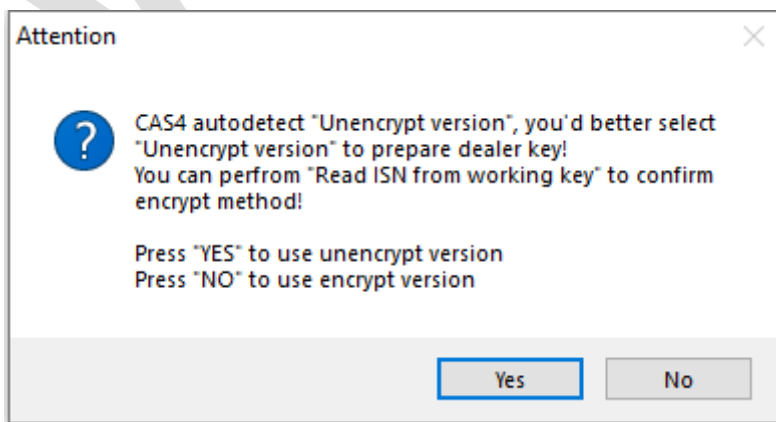 Attention
CAS4 autodetect "Unencrypt version", you'd better select
"Unencrypt version" to prepare dealer key!
You can perfrom "Read ISN from working key" to confirm
encrypt method!
Press "YES" to use unencrypt version
Press "NO" to use encrypt version
Yes No